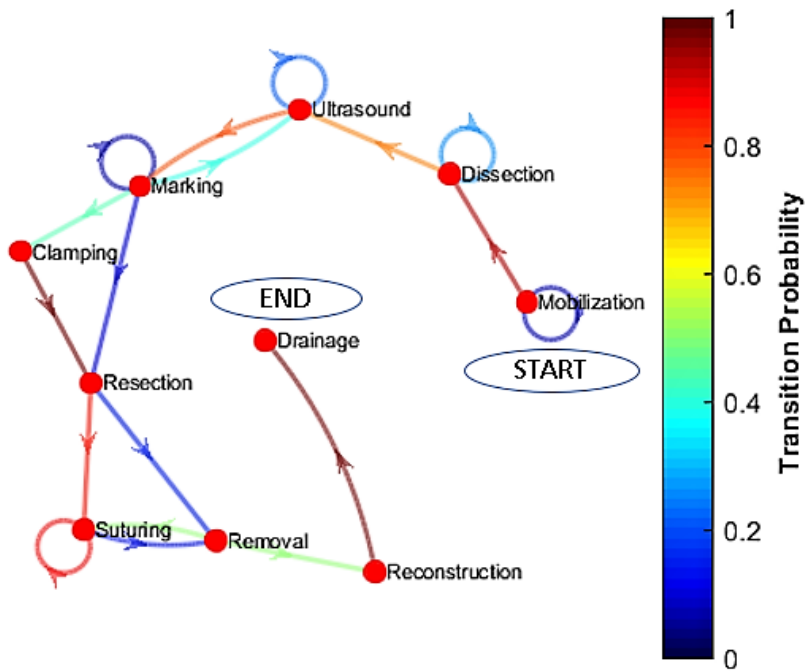 Ultrasound
Marking
Dissection
Clamping
END
Mobilization
Drainage
START
Resection
Suturing
Removal
Reconstruction
1
0.8
0.6
0.4
0.2
0
Transition Probability